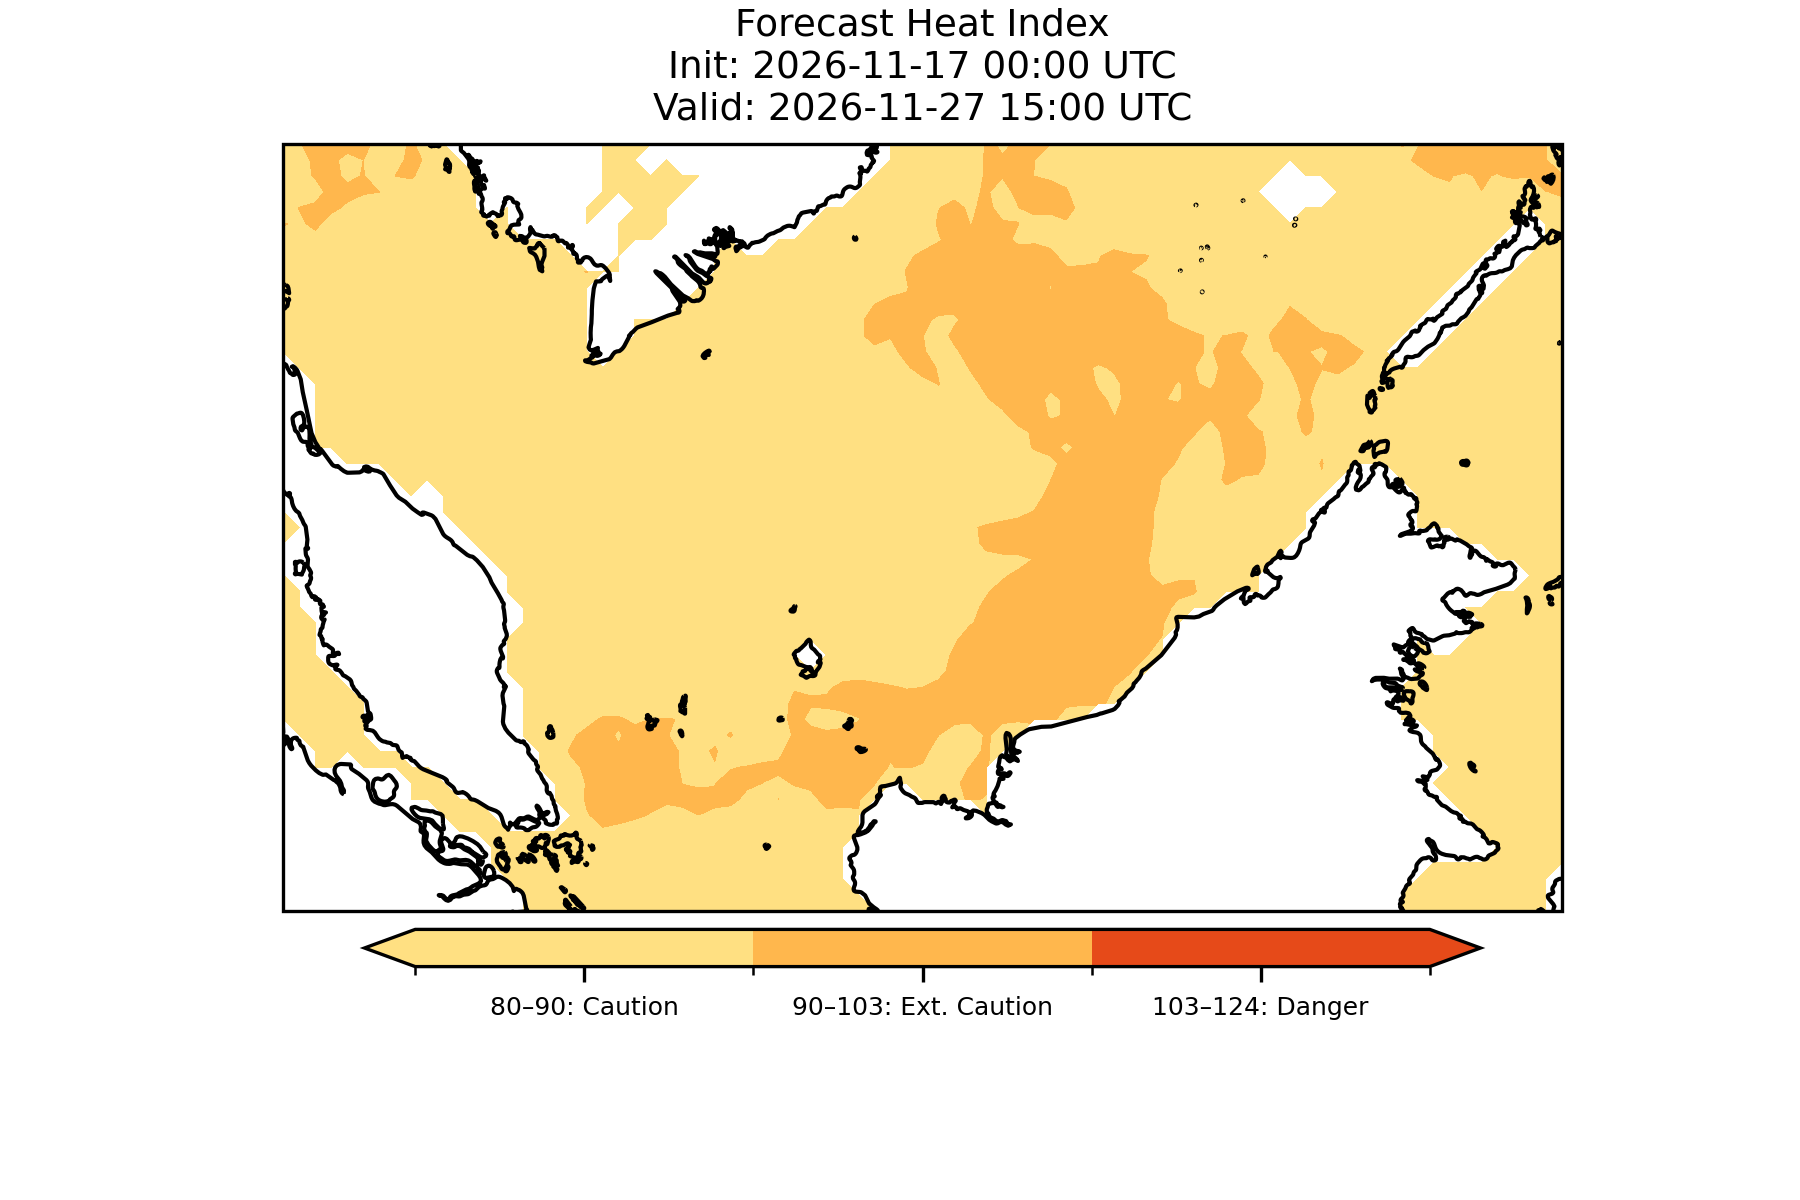 Forecast Heat Index
Init: 2026-11-17 00:00 UTC
Valid: 2026-11-27 15:00 UTC
80–90: Caution
90–103: Ext. Caution
103–124: Danger